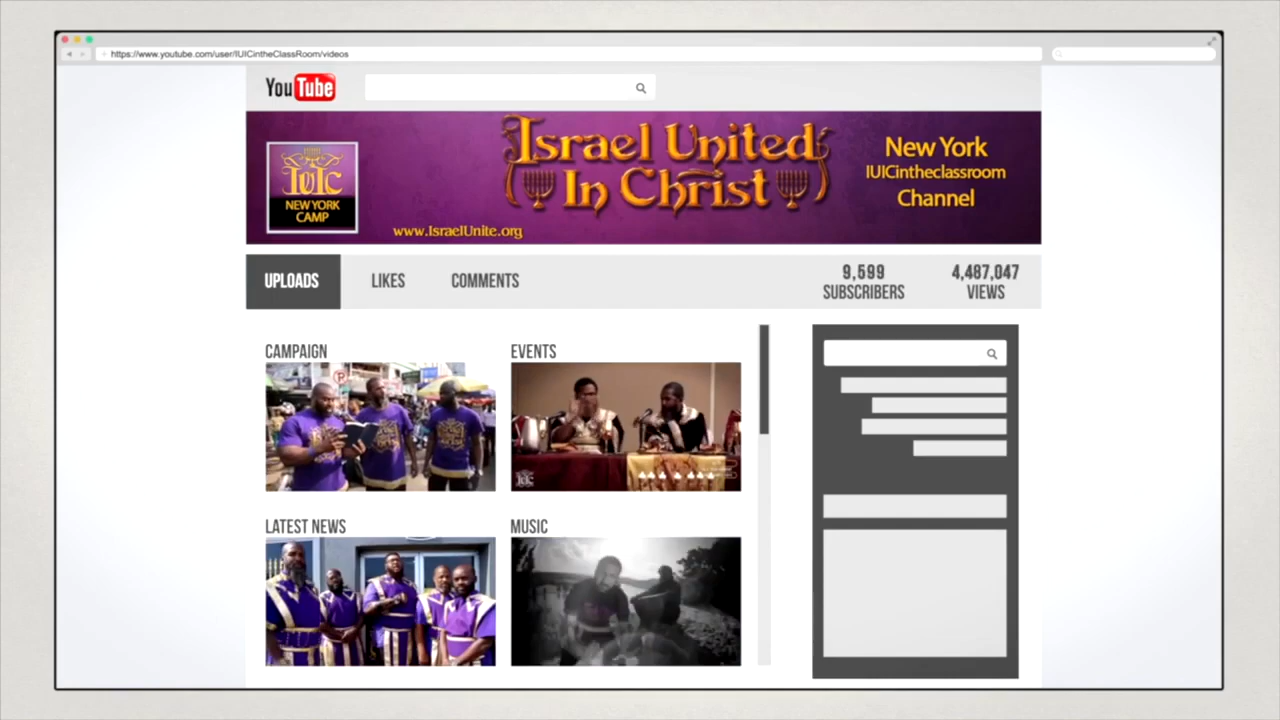 https://www.youtube.com/user/IUICintheClassRoom/videos
YouTube
Israel United
In Christ
New York
IUICintheclassroom
Channel
IUIC
NEW YORK
CAMP
www.IsraelUnite.org
UPLOADS
LIKES
COMMENTS
9,599
SUBSCRIBERS
4,487,047
VIEWS
CAMPAIGN
EVENTS
P
IUIC
LATEST NEWS
MUSIC